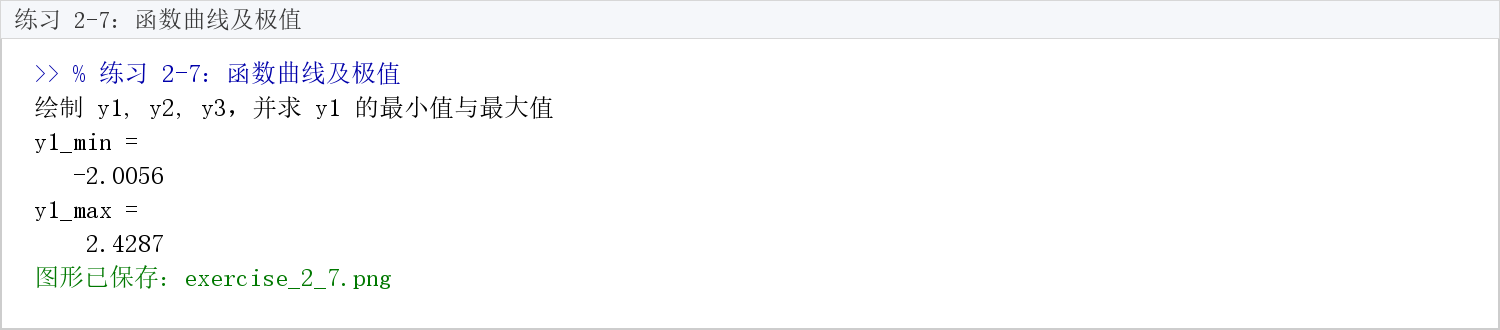 练习 2-7：函数曲线及极值
>> % 练习 2-7：函数曲线及极值
绘制 y1, y2, y3，并求 y1 的最小值与最大值
y1_min =
-2.0056
y1_max =
2.4287
图形已保存：exercise_2_7.png